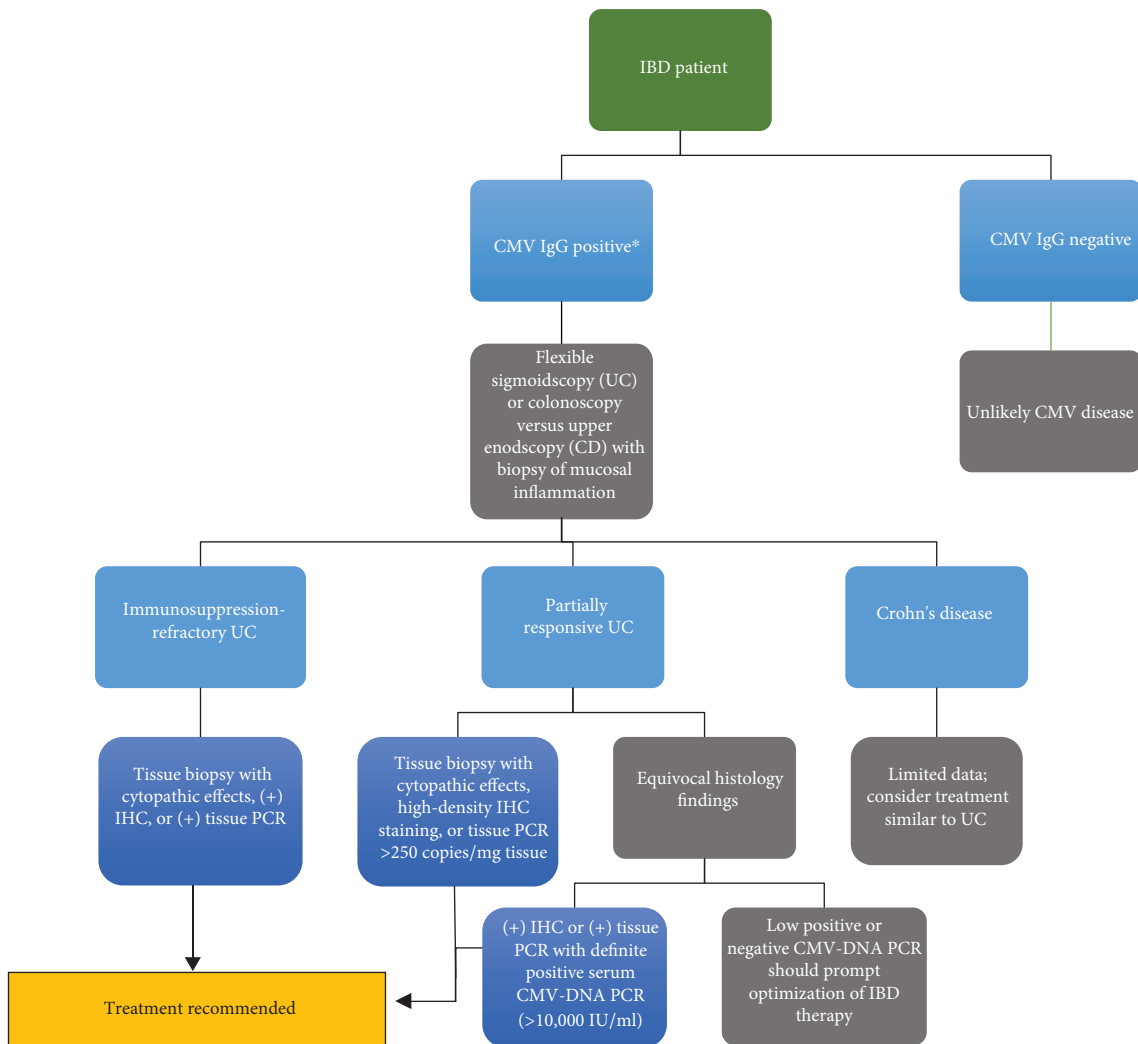 IBD patient
CMV IgG positive*
CMV IgG negative
Flexible
sigmoidscopy (UC)
or colonoscopy
versus upper
enodscopy (CD) with
biopsy of mucosal
inflammation
Unlikely CMV disease
Immunosuppression-
refractory UC
Partially
responsive UC
Crohn's disease
Tissue biopsy with
cytopathic effects, (+)
IHC, or (+) tissue PCR
Tissue biopsy with
cytopathic effects,
high-density IHC
staining, or tissue PCR
>250 copies/mg tissue
Equivocal histology
findings
Limited data;
consider treatment
similar to UC
(+) IHC or (+) tissue
PCR with definite
positive serum
CMV-DNA PCR
(>10,000 IU/ml)
Low positive or
negative CMV-DNA PCR
should prompt
optimization of IBD
therapy
Treatment recommended